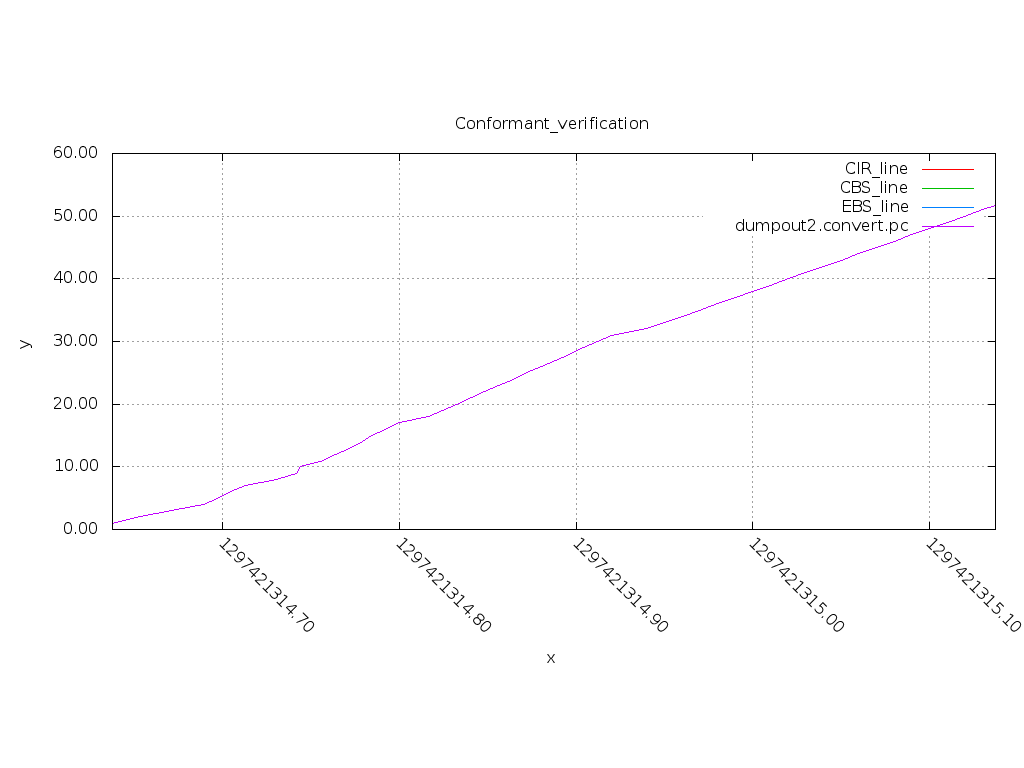 Conformant_verification
60.00
50.00
40.00
30.00
20.00
10.00
0.00
y
CIR_line
CBS_line
EBS_line
dumpout2.convert.pc
1297421314.70
1297421314.80
1297421314.90
1297421315.00
1297421315.10
x